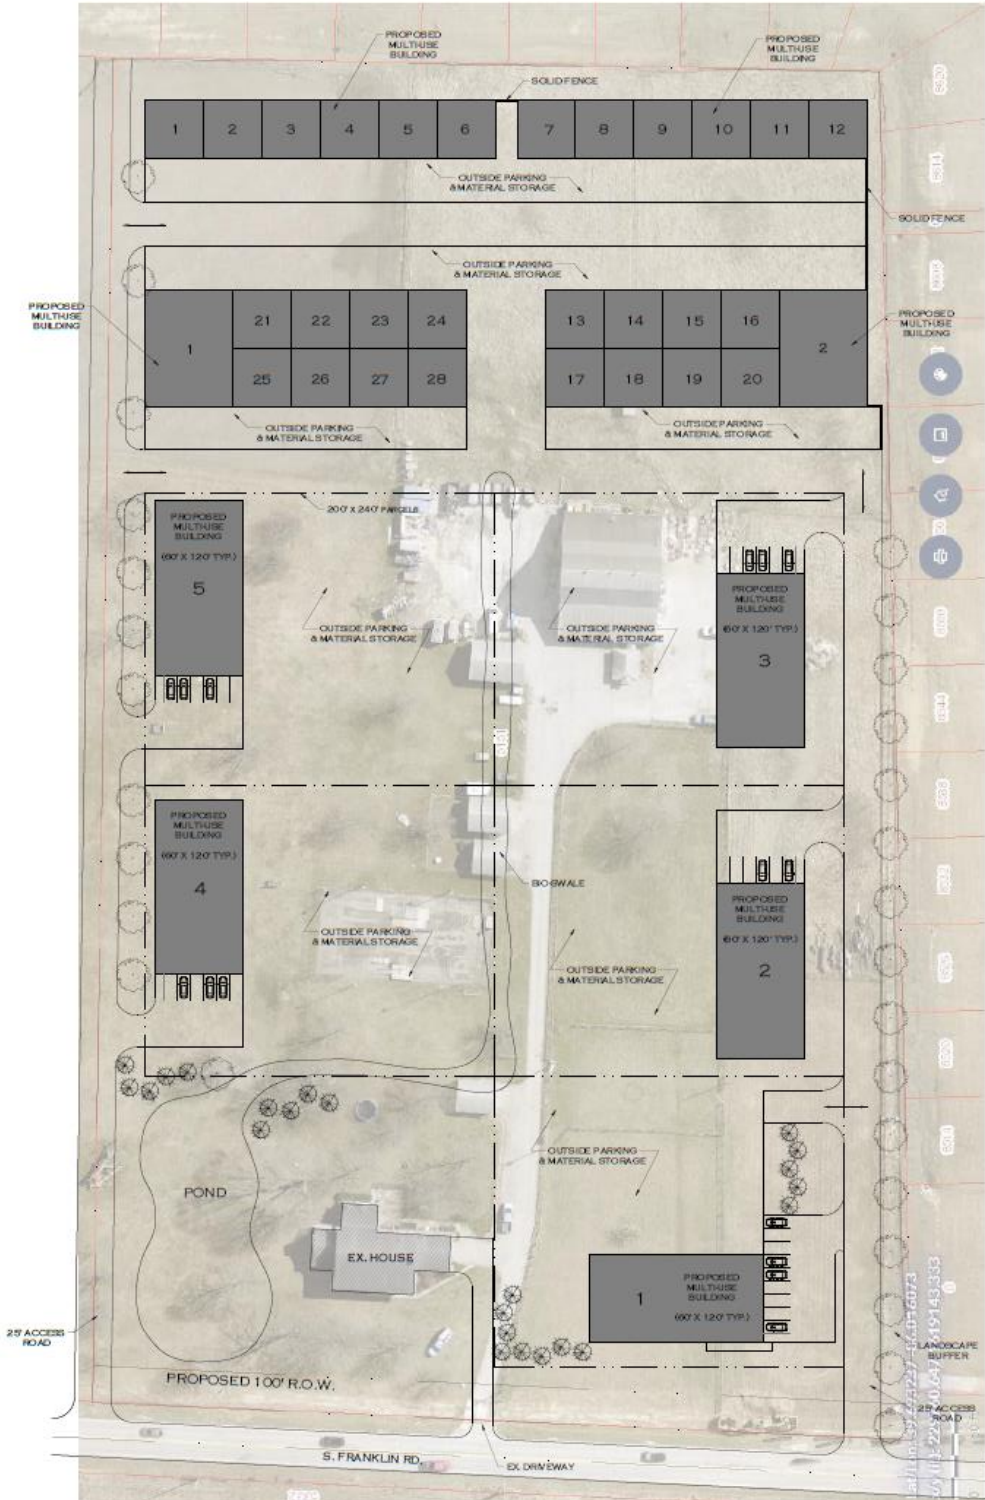 PROPOSED
MULTI-USE
BUILDING
PROPOSED
MULTI-USE
BUILDING
SOLID FENCE
1 2 3 4 5 6 7 8 9 10 11 12
OUTSIDE PARKING
& MATERIAL STORAGE
SOLID FENCE
OUTSIDE PARKING
& MATERIAL STORAGE
PROPOSED
MULTI-USE
BUILDING
1
21 22 23 24
25 26 27 28
13 14 15 16
17 18 19 20
2
PROPOSED
MULTI-USE
BUILDING
OUTSIDE PARKING
& MATERIAL STORAGE
OUTSIDE PARKING
& MATERIAL STORAGE
200' X 240' PARCELS
PROPOSED
MULTI-USE
BUILDING
(60' X 120' TYP.)
5
OUTSIDE PARKING
& MATERIAL STORAGE
OUTSIDE PARKING
& MATERIAL STORAGE
PROPOSED
MULTI-USE
BUILDING
(60' X 120' TYP.)
3
PROPOSED
MULTI-USE
BUILDING
(60' X 120' TYP.)
4
BIO-SWALE
OUTSIDE PARKING
& MATERIAL STORAGE
OUTSIDE PARKING
& MATERIAL STORAGE
PROPOSED
MULTI-USE
BUILDING
(60' X 120' TYP.)
2
OUTSIDE PARKING
& MATERIAL STORAGE
POND
EX. HOUSE
1
PROPOSED
MULTI-USE
BUILDING
(60' X 120' TYP.)
25' ACCESS
ROAD
LANDSCAPE
BUFFER
PROPOSED 100' R.O.W.
25' ACCESS
ROAD
S. FRANKLIN RD.
EX. DRIVEWAY